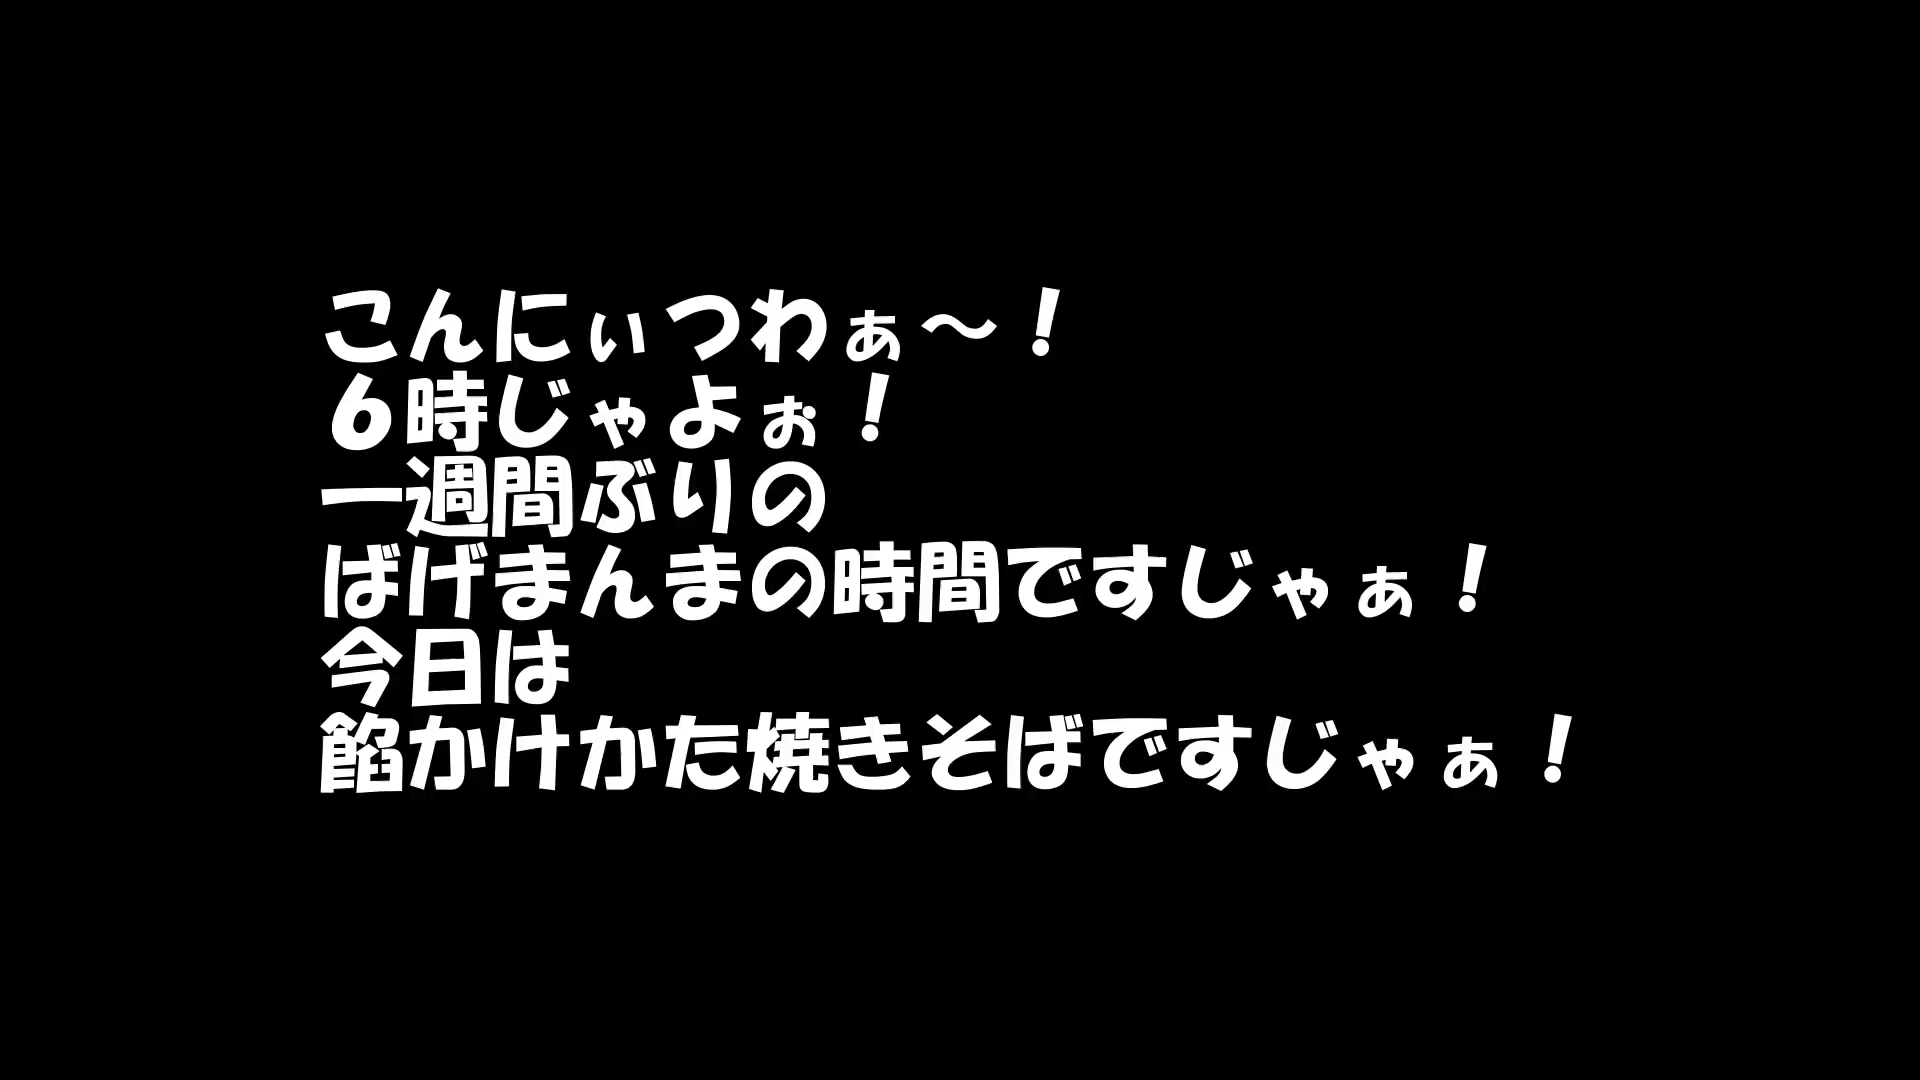 こんにぃつわぁ～！
６時じゃよぉ！
一週間ぶりの
ばげまんまの時間ですじゃぁ！
今日は
餡かけかた焼きそばですじゃぁ！